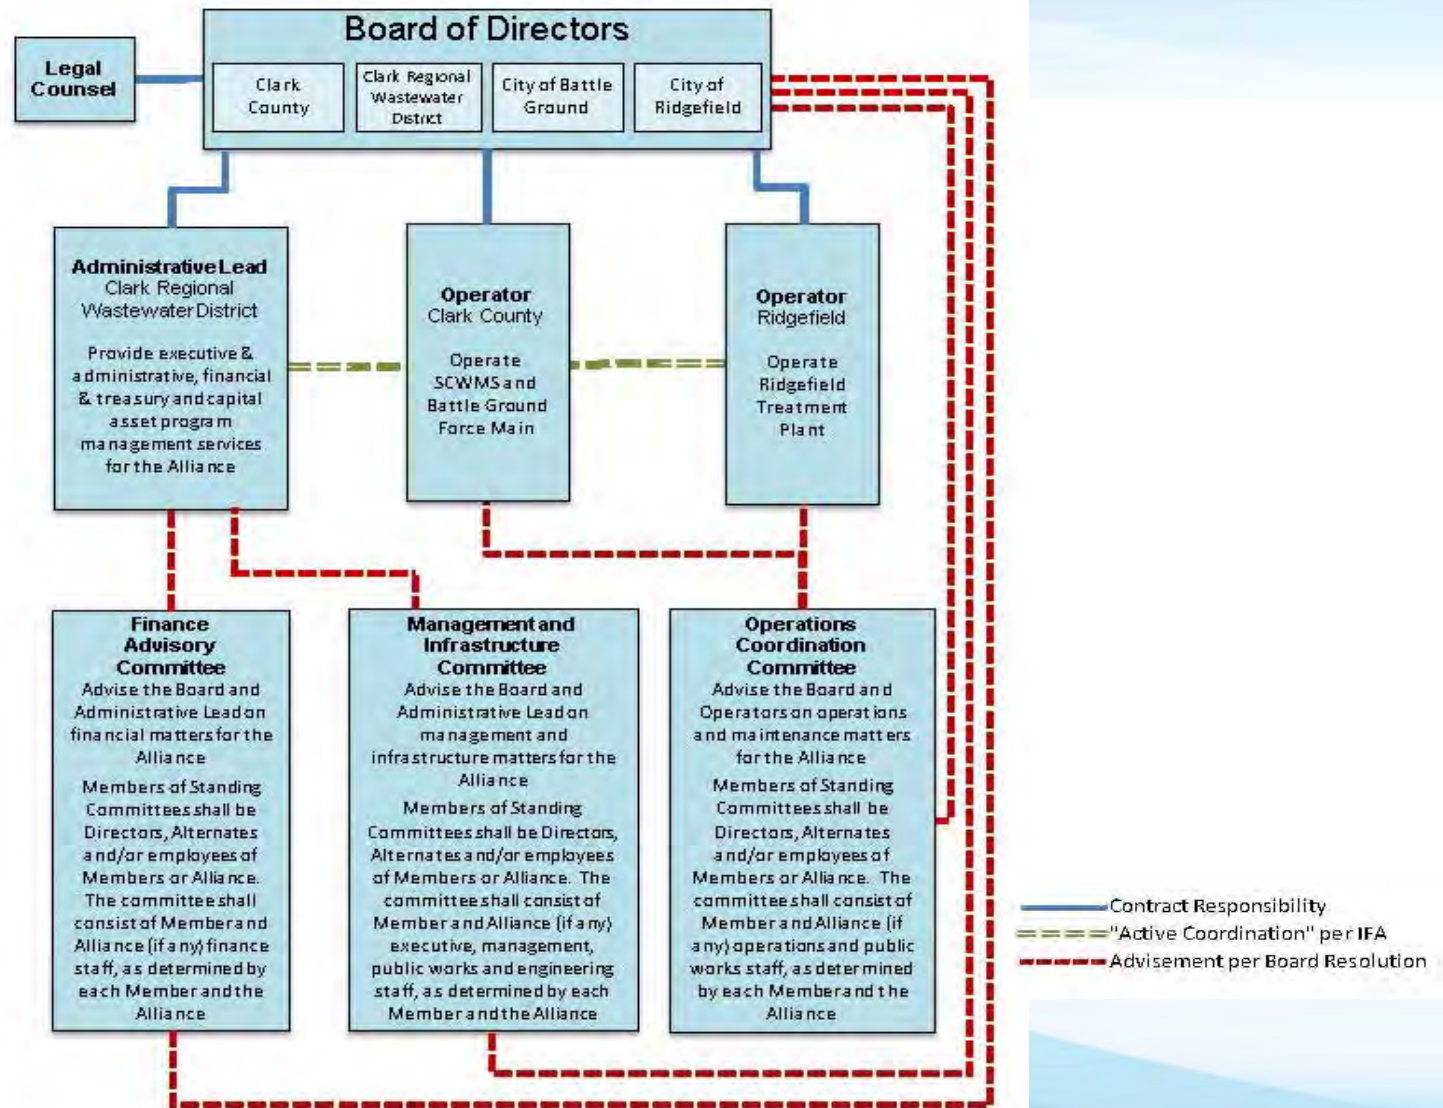 Board of Directors
Legal
Counsel
Clark
County
Clark Regional
Wastewater
District
City of Battle
Ground
City of
Ridgefield
Administrative Lead
Clark Regional
Wastewater District
Provide executive &
administrative, financial
& treasury and capital
asset program
management services
for the Alliance
Operator
Clark County
Operate
SCWMS and
Battle Ground
Force Main
Operator
Ridgefield
Operate
Ridgefield
Treatment
Plant
Finance
Advisory
Committee
Advise the Board and
Administrative Lead on
financial matters for the
Alliance
Members of Standing
Committees shall be
Directors, Alternates
and/or employees of
Members or Alliance.
The committee shall
consist of Member and
Alliance (if any) finance
staff, as determined by
each Member and the
Alliance
Management and
Infrastructure
Committee
Advise the Board and
Administrative Lead on
management and
infrastructure matters for the
Alliance
Members of Standing
Committees shall be Directors,
Alternates and/or employees
of Members or Alliance. The
committee shall consist of
Member and Alliance (if any)
executive, management,
public works and engineering
staff, as determined by each
Member and the Alliance
Operations
Coordination
Committee
Advise the Board and
Operators on operations
and maintenance matters
for the Alliance
Members of Standing
Committees shall be
Directors, Alternates
and/or employees of
Members or Alliance. The
committee shall consist of
Member and Alliance (if
any) operations and public
works staff, as determined
by each Member and the
Alliance
Contract Responsibility
"Active Coordination" per IFA
Advisement per Board Resolution